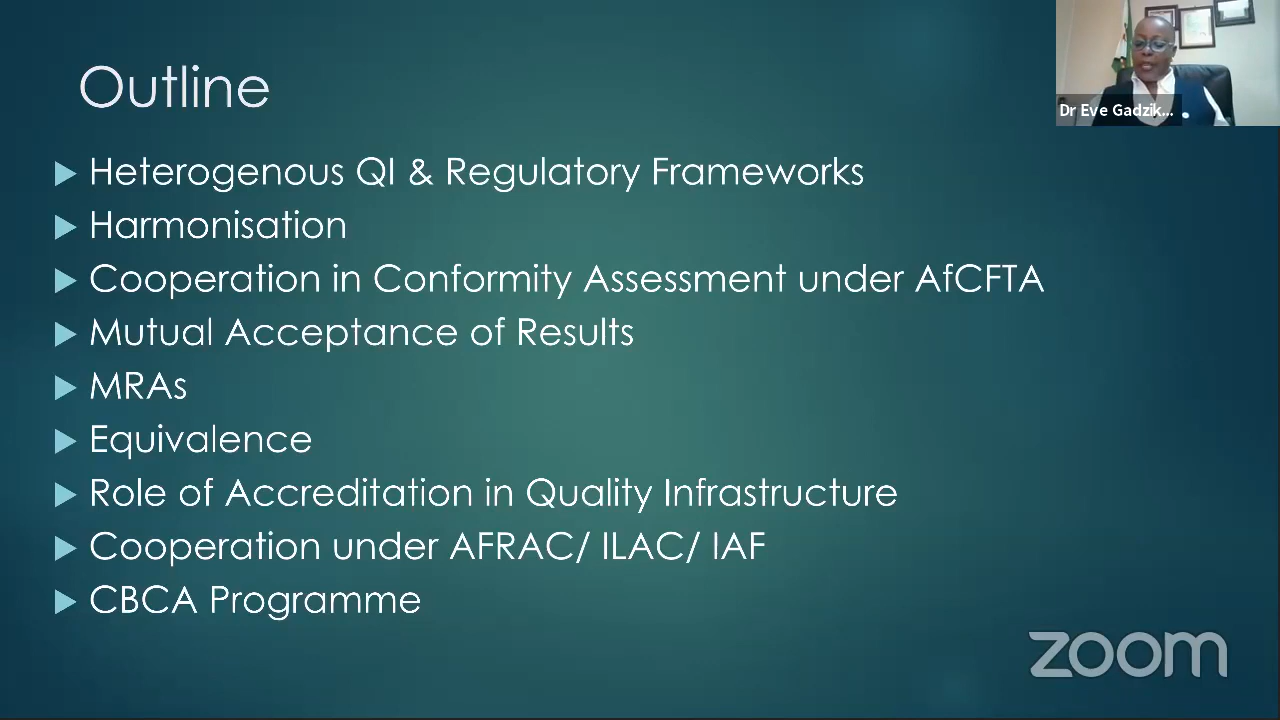 Outline
Dr Eve Gadzik...
Heterogenous QI & Regulatory Frameworks
Harmonisation
Cooperation in Conformity Assessment under AfCFTA
Mutual Acceptance of Results
MRAs
Equivalence
Role of Accreditation in Quality Infrastructure
Cooperation under AFRAC/ ILAC/ IAF
CBCA Programme
zoom